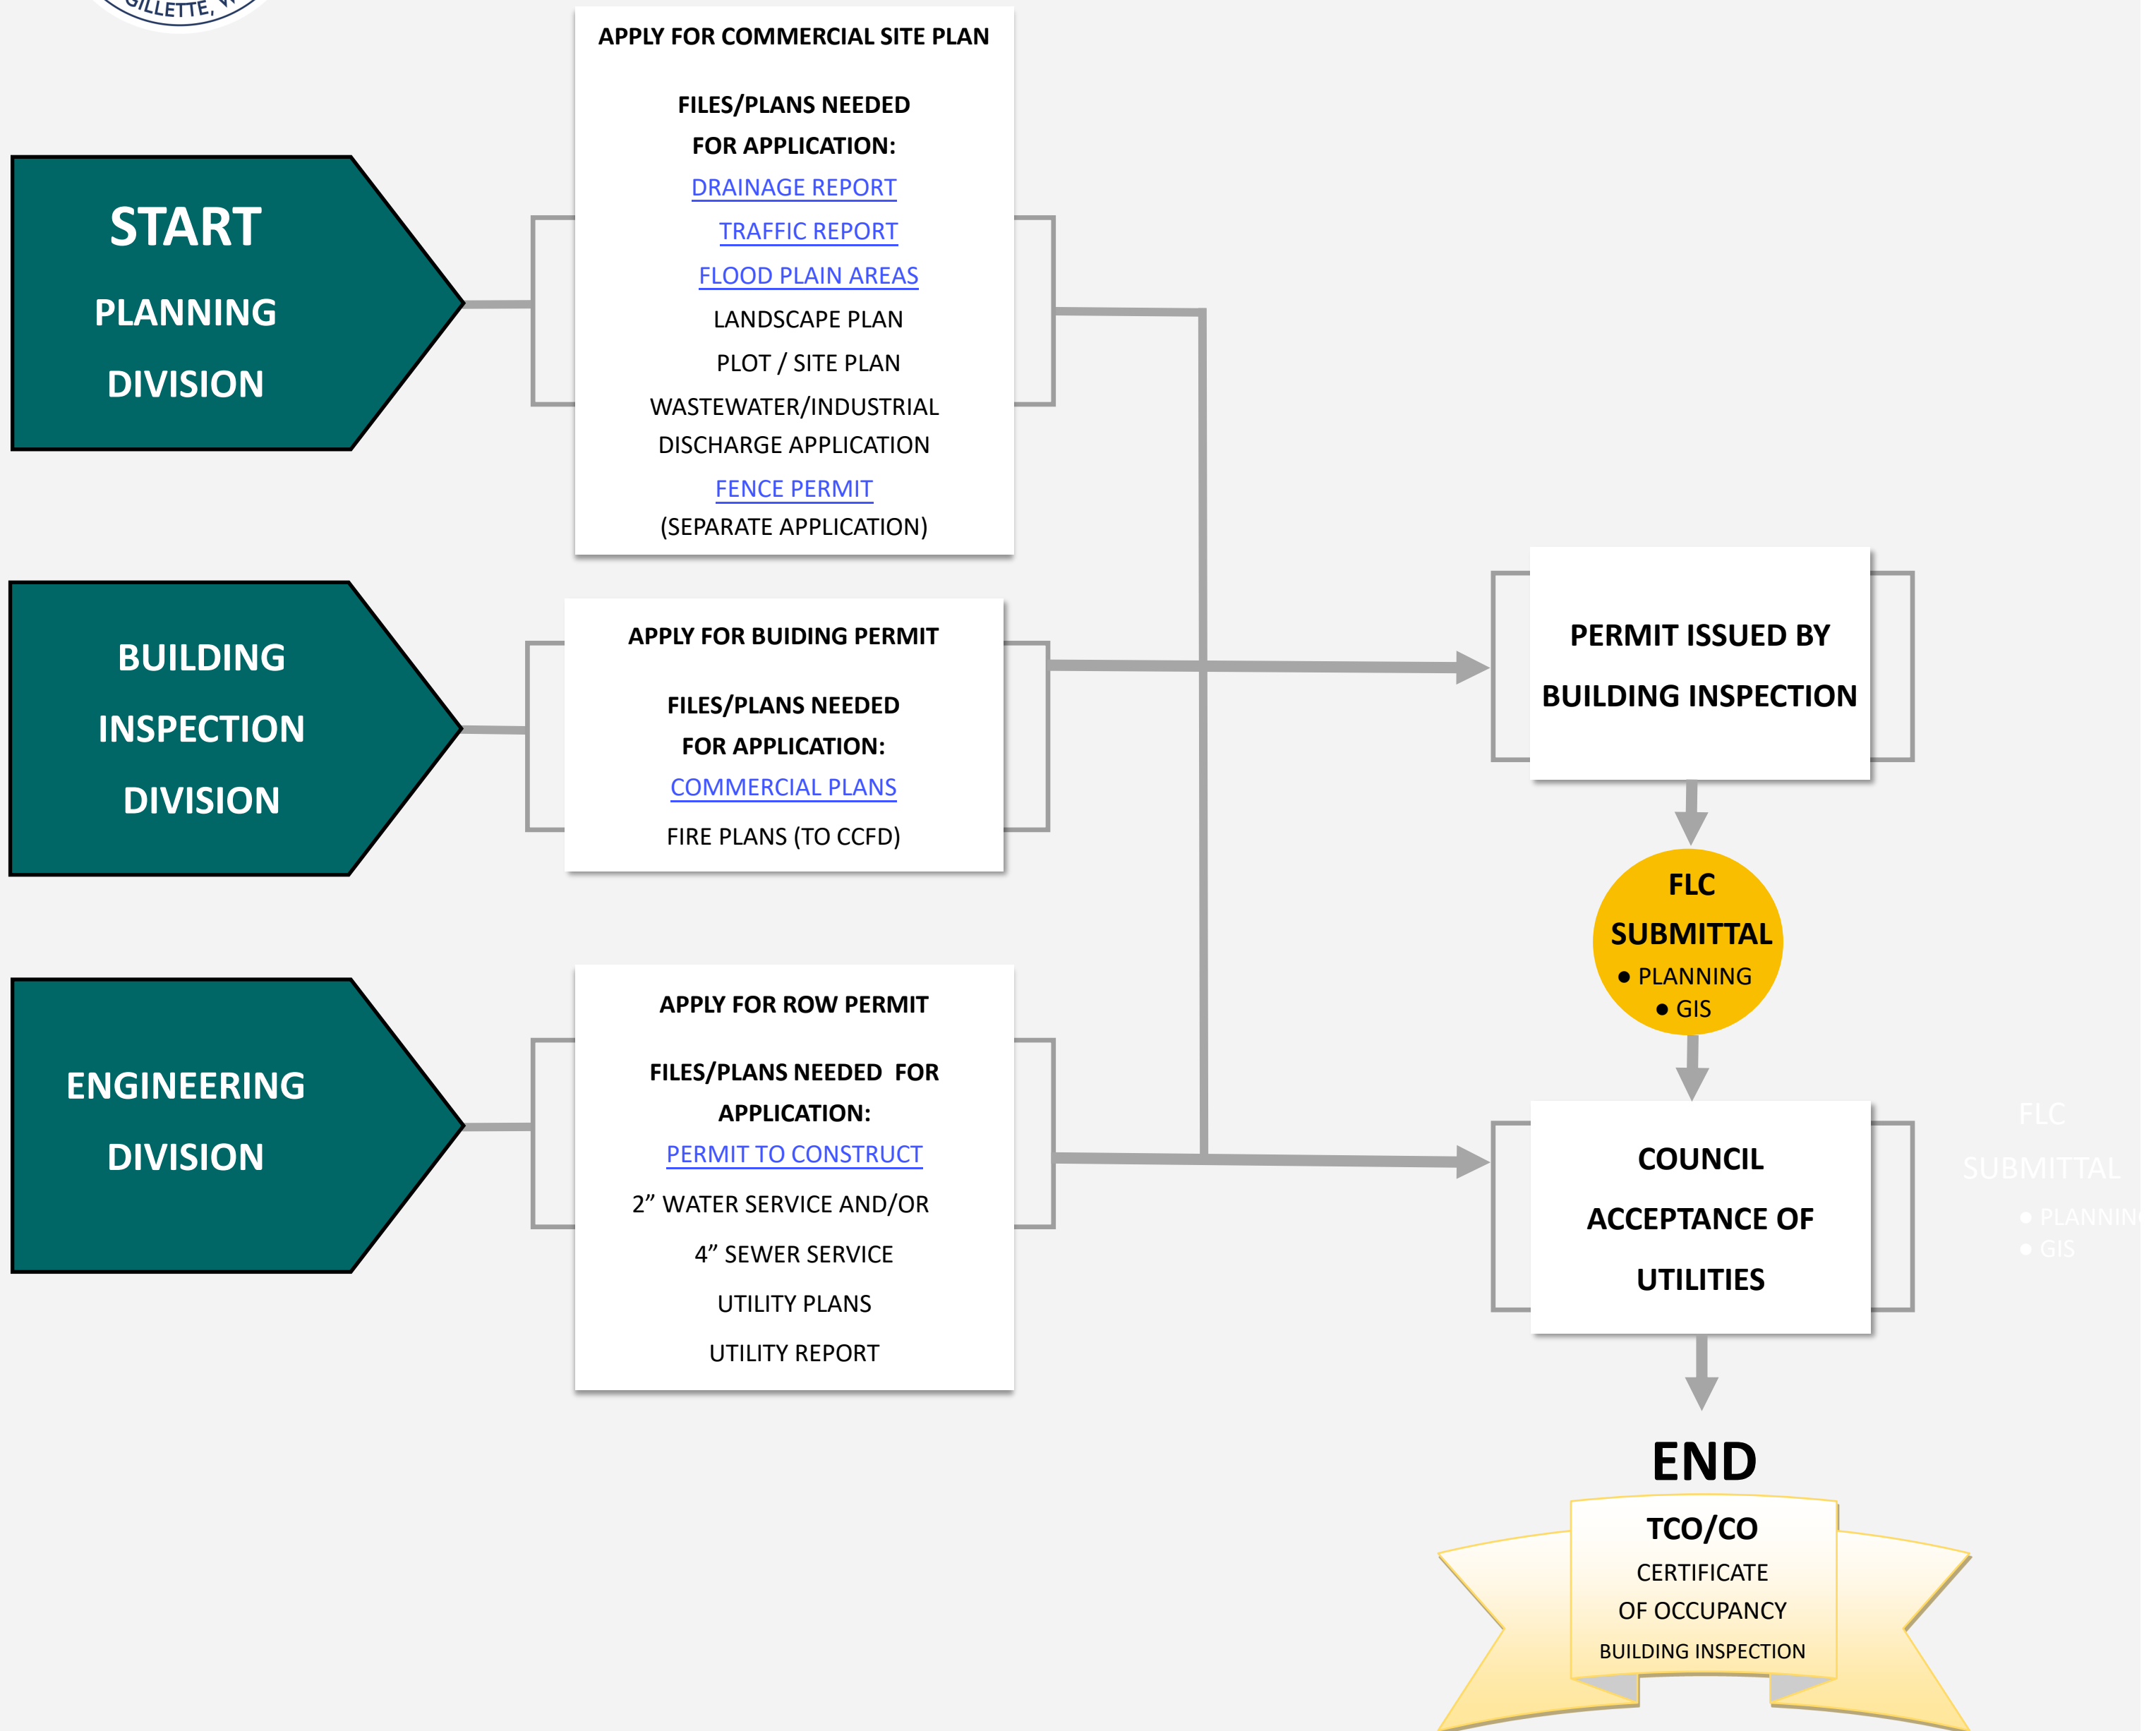 GILLETTE, W
APPLY FOR COMMERCIAL SITE PLAN
FILES/PLANS NEEDED
FOR APPLICATION:
DRAINAGE REPORT
TRAFFIC REPORT
FLOOD PLAIN AREAS
LANDSCAPE PLAN
PLOT / SITE PLAN
WASTEWATER/INDUSTRIAL
DISCHARGE APPLICATION
FENCE PERMIT
(SEPARATE APPLICATION)
START
PLANNING
DIVISION
BUILDING
INSPECTION
DIVISION
APPLY FOR BUIDING PERMIT
FILES/PLANS NEEDED
FOR APPLICATION:
COMMERCIAL PLANS
FIRE PLANS (TO CCFD)
PERMIT ISSUED BY
BUILDING INSPECTION
FLC
SUBMITTAL
● PLANNING
● GIS
ENGINEERING
DIVISION
APPLY FOR ROW PERMIT
FILES/PLANS NEEDED FOR
APPLICATION:
PERMIT TO CONSTRUCT
2” WATER SERVICE AND/OR
4” SEWER SERVICE
UTILITY PLANS
UTILITY REPORT
COUNCIL
ACCEPTANCE OF
UTILITIES
FLC
SUBMITTAL
● PLANNIN
● GIS
END
TCO/CO
CERTIFICATE
OF OCCUPANCY
BUILDING INSPECTION